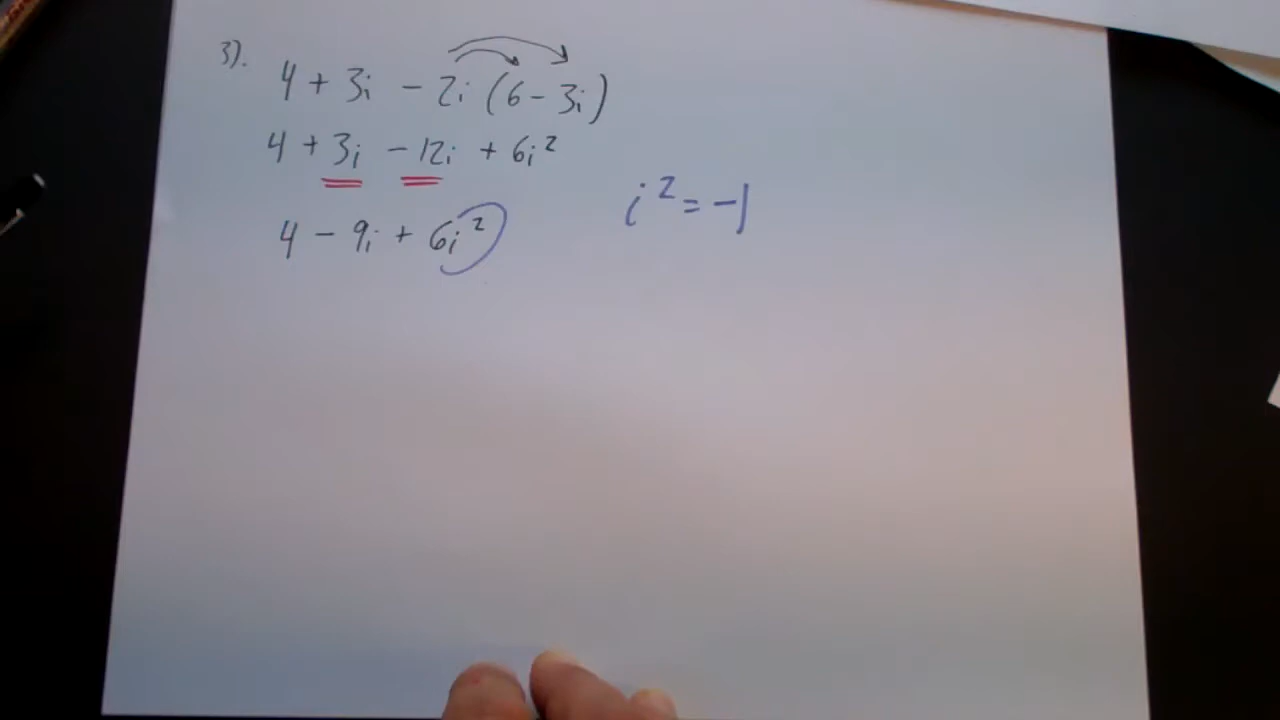 3). 4 + 3i - 2i (6 - 3i)
4 + 3i - 12i + 6i²
i² = -1
4 - 9i + 6i²